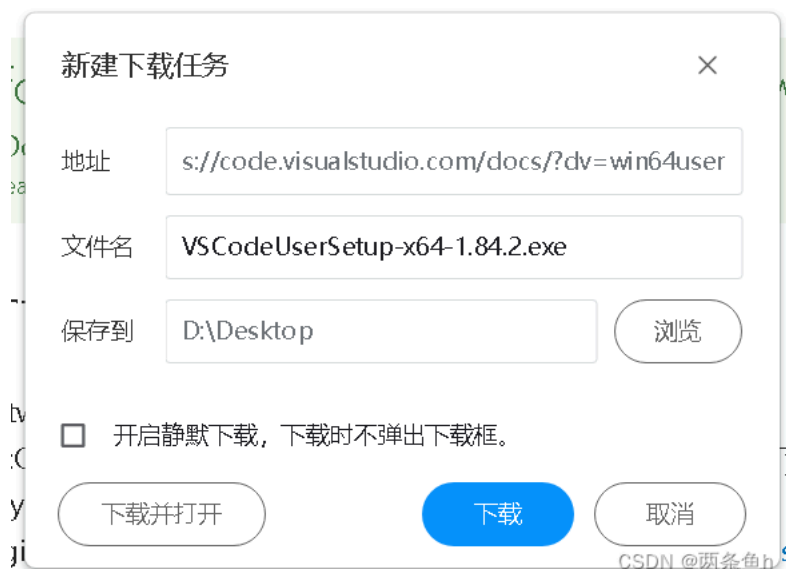 新建下载任务
地址 s://code.visualstudio.com/docs/?dv=win64user
文件名 VSCodeUserSetup-x64-1.84.2.exe
保存到 D:\Desktop 浏览
开启静默下载，下载时不弹出下载框。
下载并打开 下载 取消
CSDN @两条鱼h